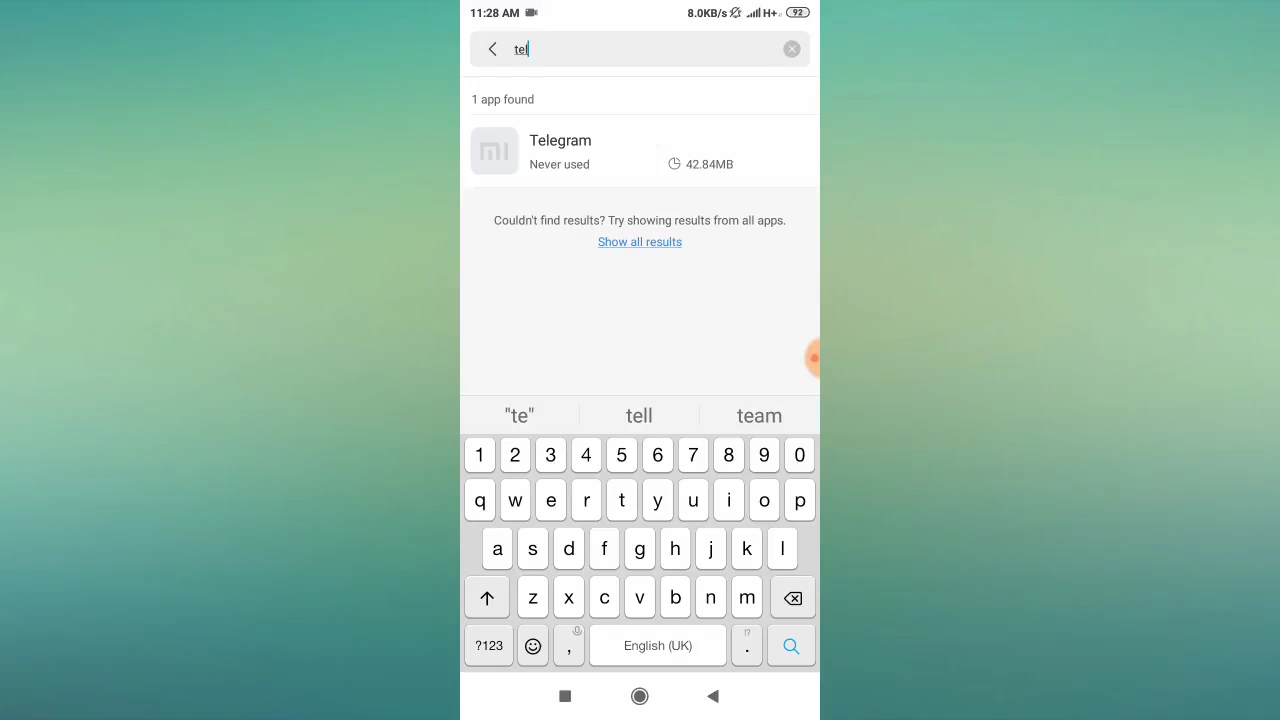 11:28 AM 8.0KB/s H+ 92
tel
1 app found
Telegram
Never used 42.84MB
Couldn't find results? Try showing results from all apps.
Show all results
"te" tell team
1 2 3 4 5 6 7 8 9 0
q w e r t y u i o p
a s d f g h j k l
z x c v b n m
?123 , English (UK) !? .